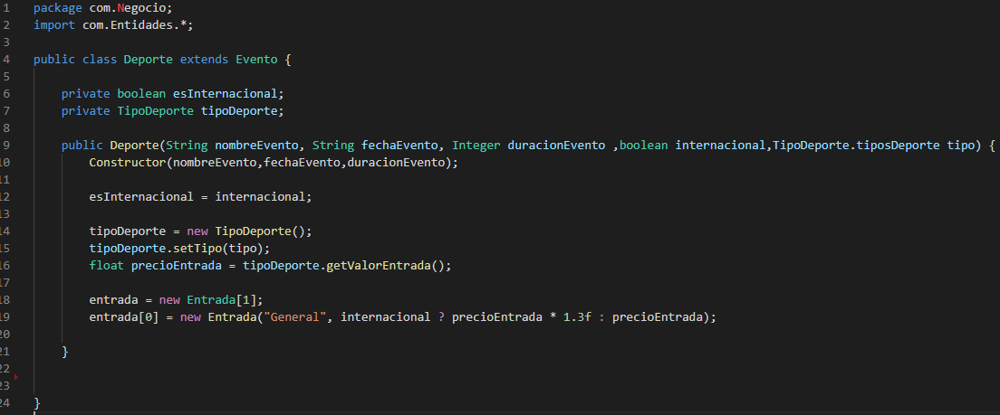 1 package com.Negocio;
2 import com.Entidades.*;
3
4 public class Deporte extends Evento {
5
6 private boolean esInternacional;
7 private TipoDeporte tipoDeporte;
8
9 public Deporte(String nombreEvento, String fechaEvento, Integer duracionEvento ,boolean internacional,TipoDeporte.tiposDeporte tipo) {
10 Constructor(nombreEvento,fechaEvento,duracionEvento);
11
12 esInternacional = internacional;
13
14 tipoDeporte = new TipoDeporte();
15 tipoDeporte.setTipo(tipo);
16 float precioEntrada = tipoDeporte.getValorEntrada();
17
18 entrada = new Entrada[1];
19 entrada[0] = new Entrada("General", internacional ? precioEntrada * 1.3f : precioEntrada);
20
21 }
22
23
24 }